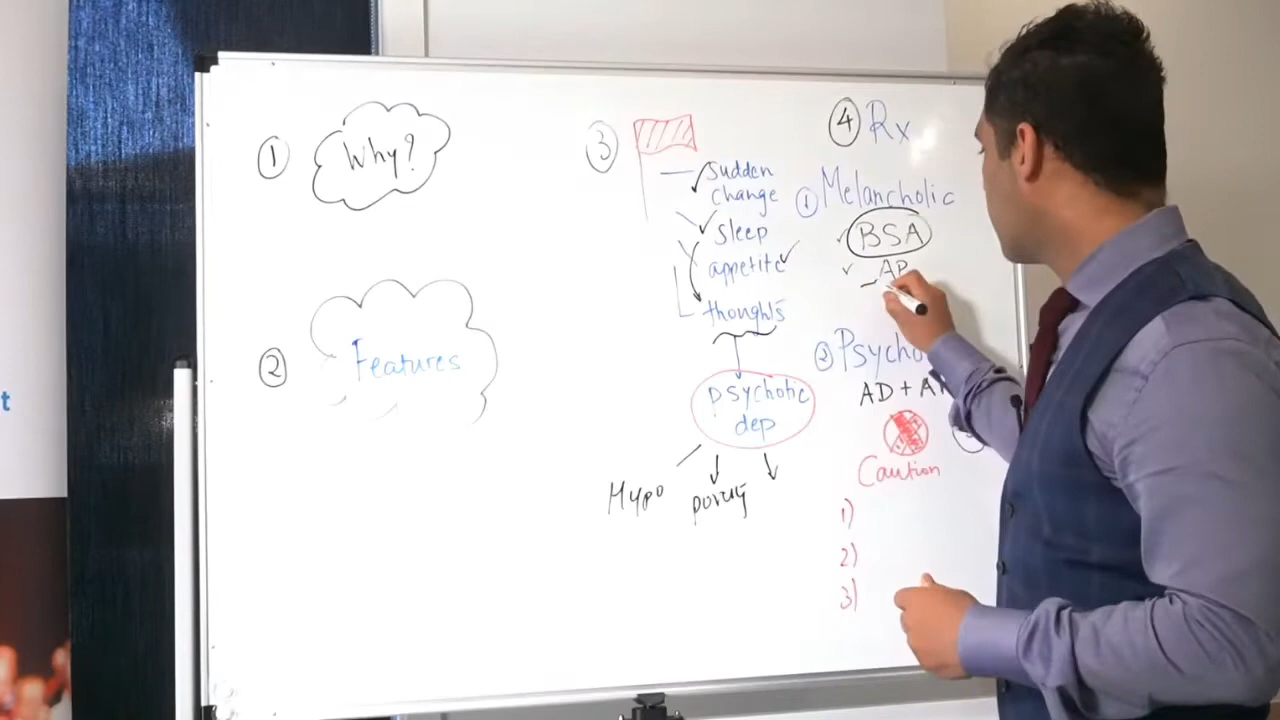 ①
Why?
②
Features
③
sudden
change
sleep
appetite
thoughts
psychotic
dep
Hypo poverty
④ Rx
① Melancholic
BSA
AP
② Psycho
AD + A
Caution
1)
2)
3)
t